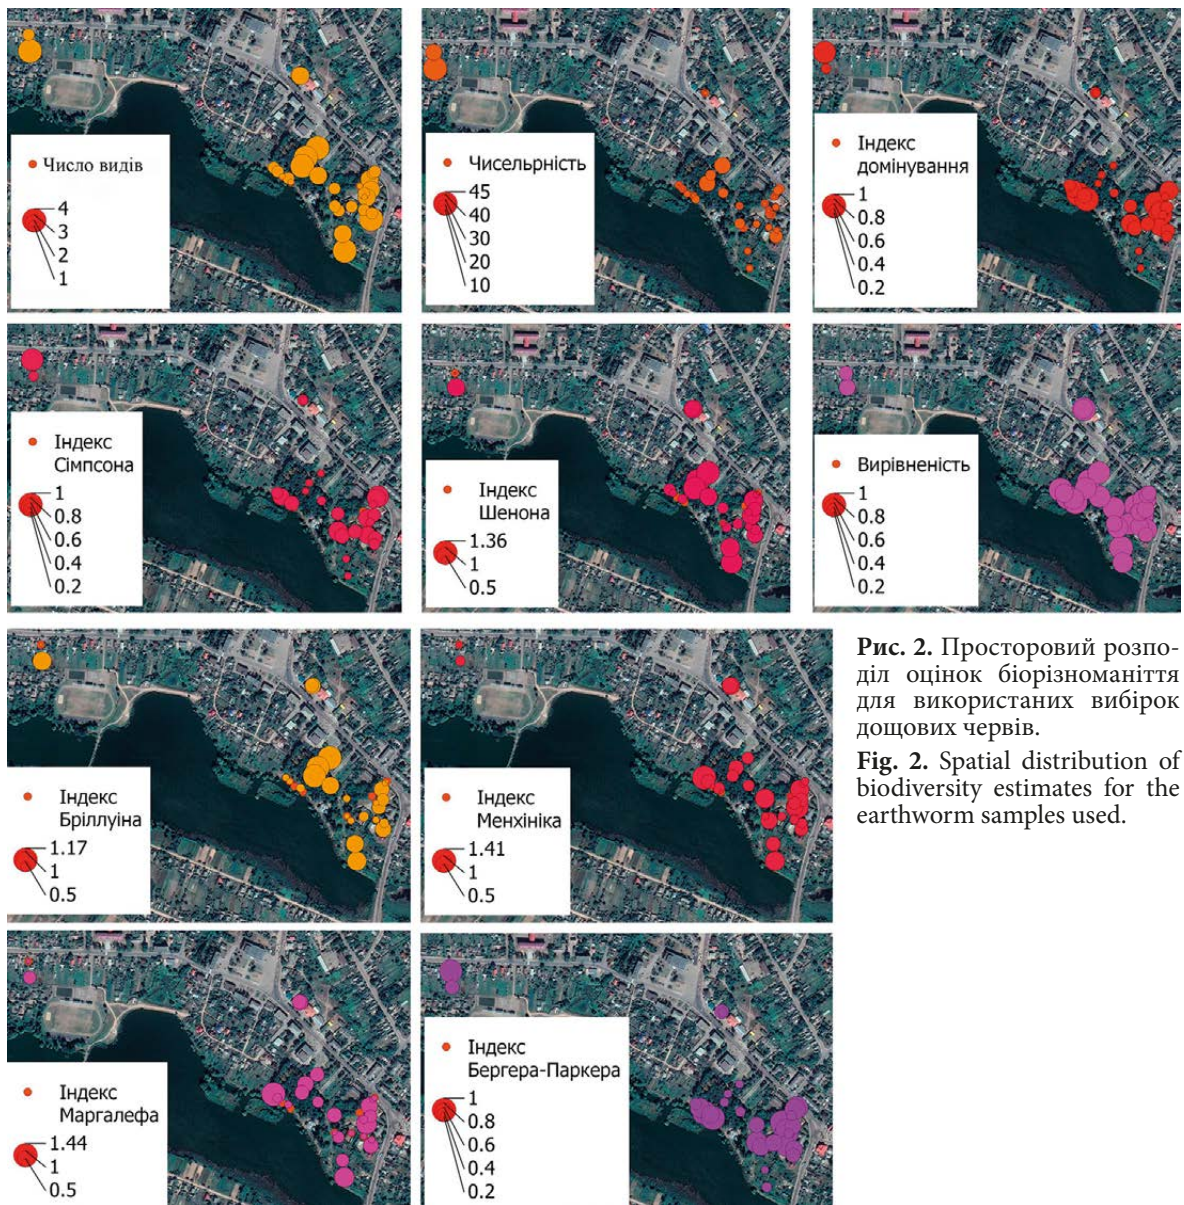 Число видів
4
3
2
1
Чисельрність
45
40
30
20
10
Індекс
домінування
1
0.8
0.6
0.4
0.2
Індекс
Сімпсона
1
0.8
0.6
0.4
0.2
Індекс
Шенона
1.36
1
0.5
Вирівненість
1
0.8
0.6
0.4
0.2
Індекс
Бріллуіна
1.17
1
0.5
Індекс
Менхініка
1.41
1
0.5
Рис. 2. Просторовий розпо-
діл оцінок біорізноманіття
для використаних вибірок
дощових червів.
Fig. 2. Spatial distribution of
biodiversity estimates for the
earthworm samples used.
Індекс
Маргалефа
1.44
1
0.5
Індекс
Бергера-Паркера
1
0.8
0.6
0.4
0.2